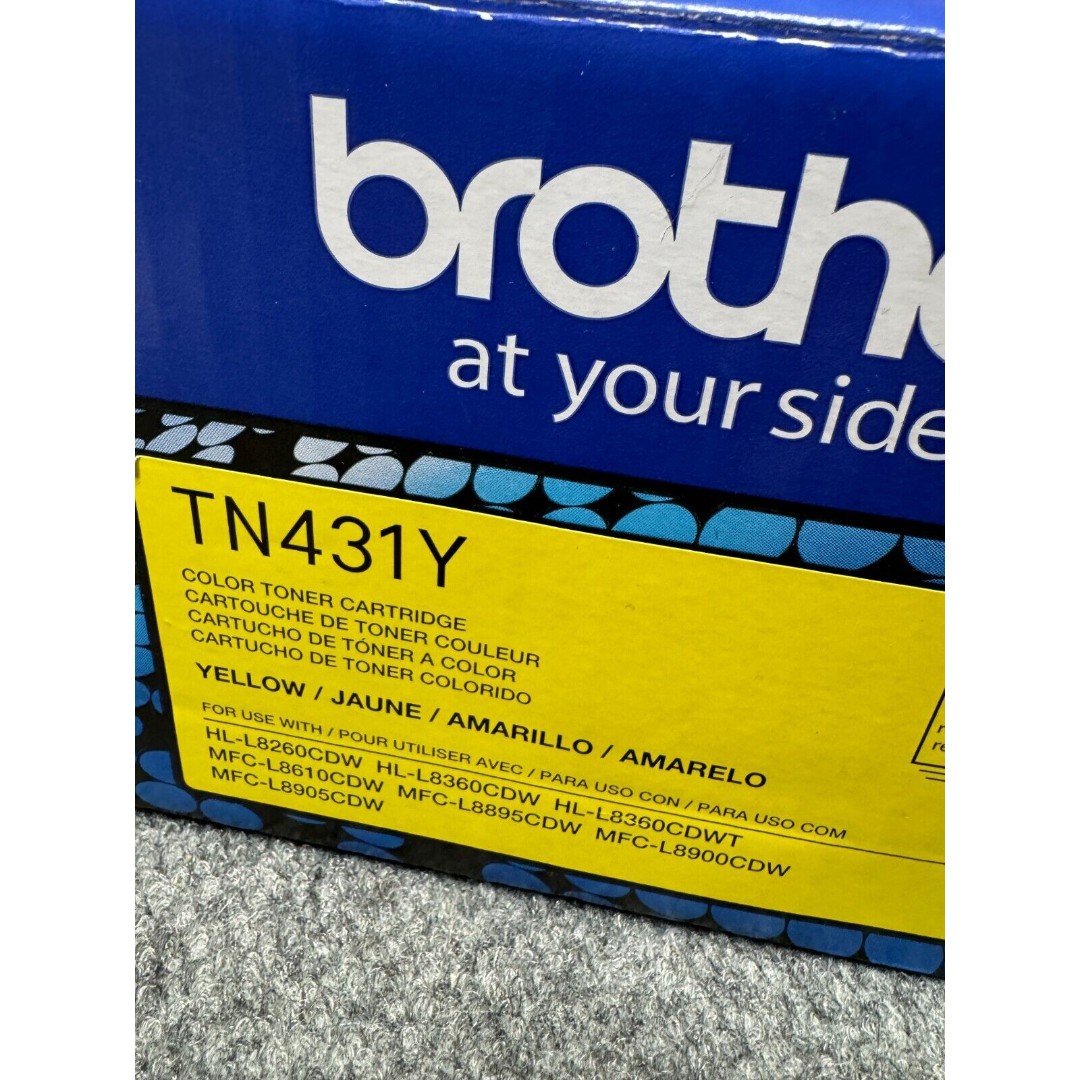 brothe
at your side
TN431Y
COLOR TONER CARTRIDGE
CARTOUCHE DE TONER COULEUR
CARTUCHO DE TÓNER A COLOR
CARTUCHO DE TONER COLORIDO
YELLOW / JAUNE / AMARILLO / AMARELO
FOR USE WITH / POUR UTILISER AVEC / PARA USO CON / PARA USO COM
HL-L8260CDW HL-L8360CDW HL-L8360CDWT
MFC-L8610CDW MFC-L8895CDW MFC-L8900CDW
MFC-L8905CDW